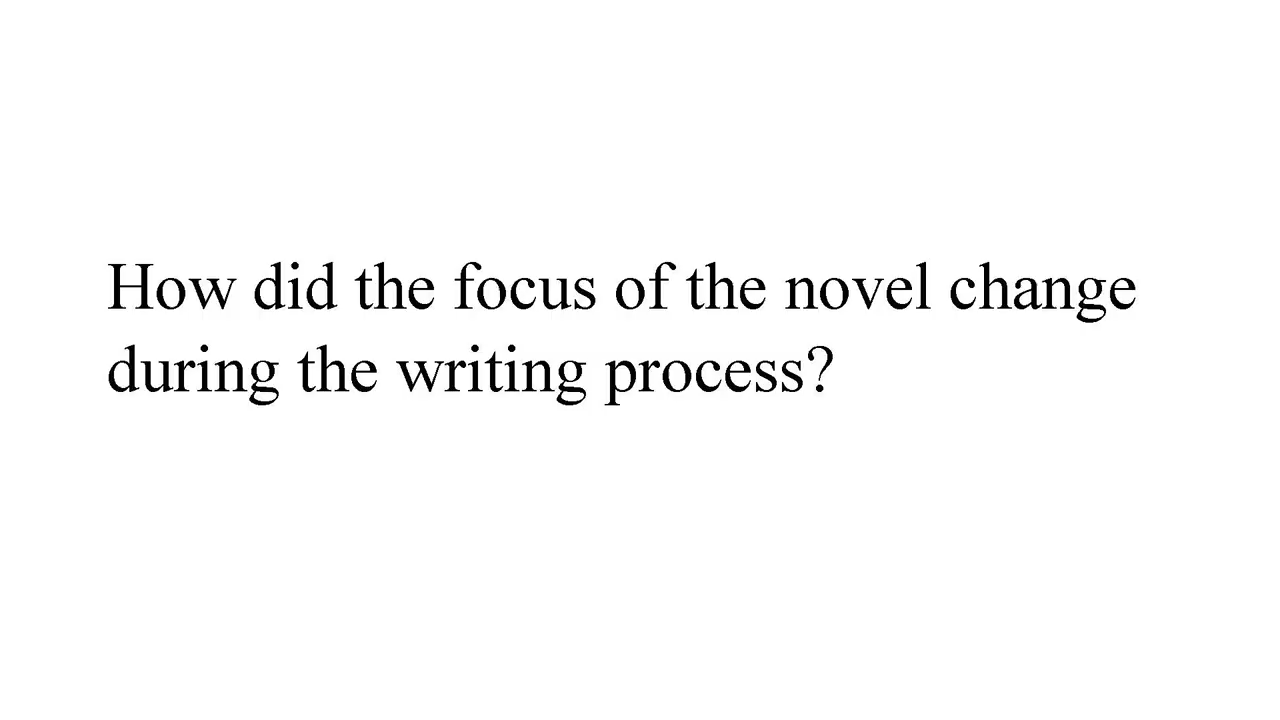 How did the focus of the novel change
during the writing process?